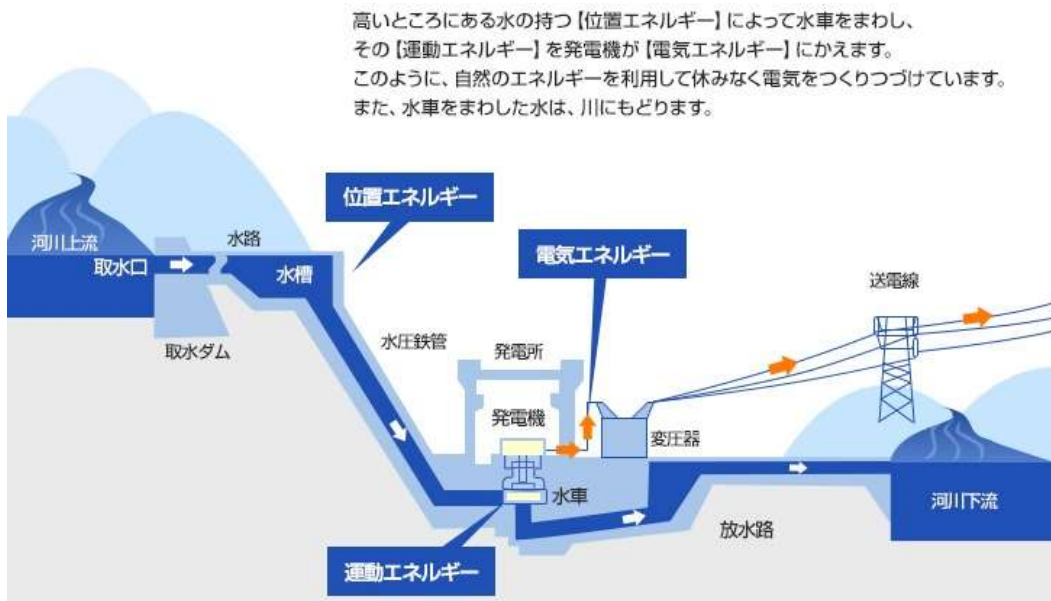 高いところにある水の持つ【位置エネルギー】によって水車をまわし、
その【運動エネルギー】を発電機が【電気エネルギー】にかえます。
このように、自然のエネルギーを利用して休みなく電気をつくりつづけています。
また、水車をまわした水は、川にもどります。
位置エネルギー
河川上流
水路
取水口
水槽
電気エネルギー
送電線
取水ダム
水圧鉄管
発電所
発電機
変圧器
水車
河川下流
放水路
運動エネルギー